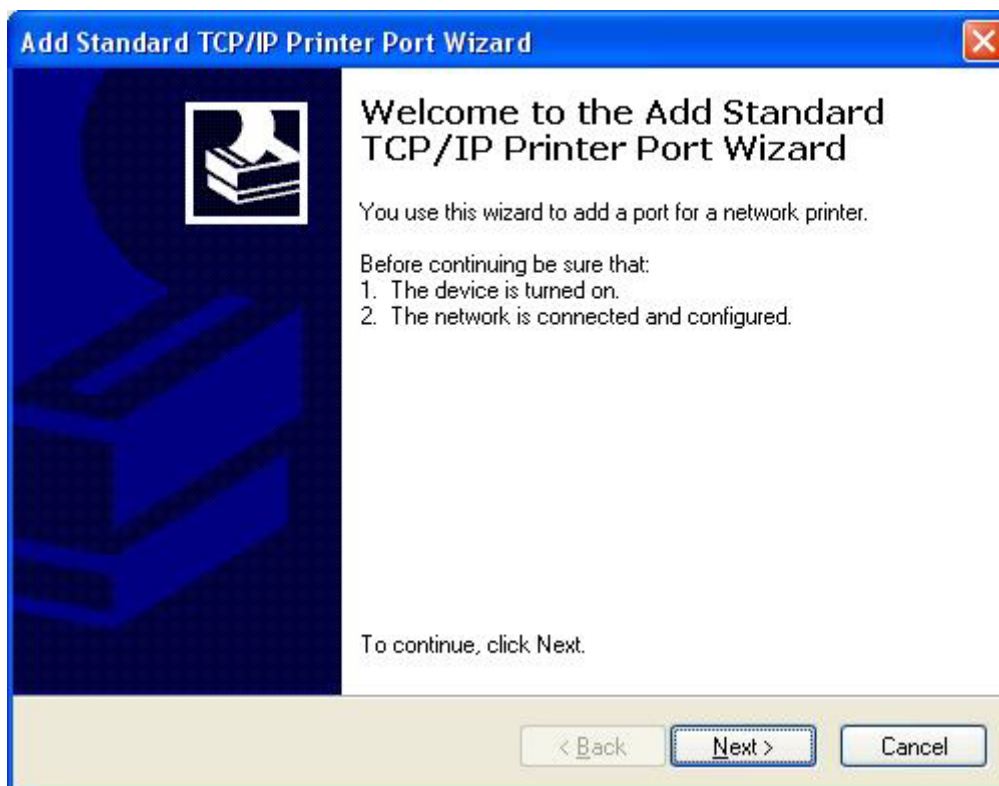 Add Standard TCP/IP Printer Port Wizard
Welcome to the Add Standard
TCP/IP Printer Port Wizard
You use this wizard to add a port for a network printer.
Before continuing be sure that:
1. The device is turned on.
2. The network is connected and configured.
To continue, click Next.
< Back
Next >
Cancel